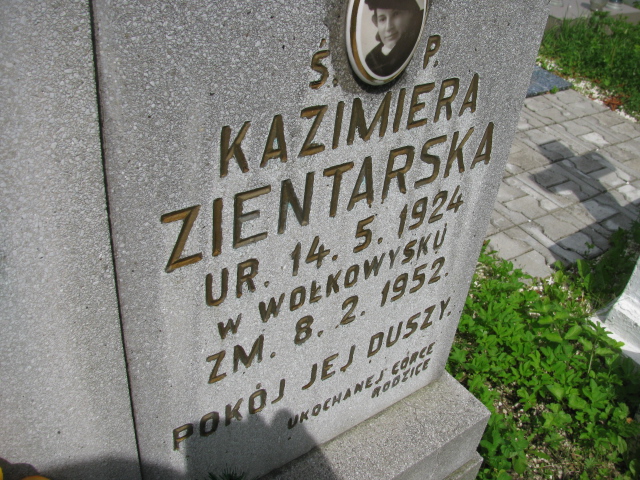 Ś. P.
KAZIMIERA
ZIENTARSKA
UR. 14. 5. 1924
W WOŁKOWYSKU
ZM. 8. 2. 1952.
POKÓJ JEJ DUSZY.
UKOCHANEJ CÓRCE
RODZICE